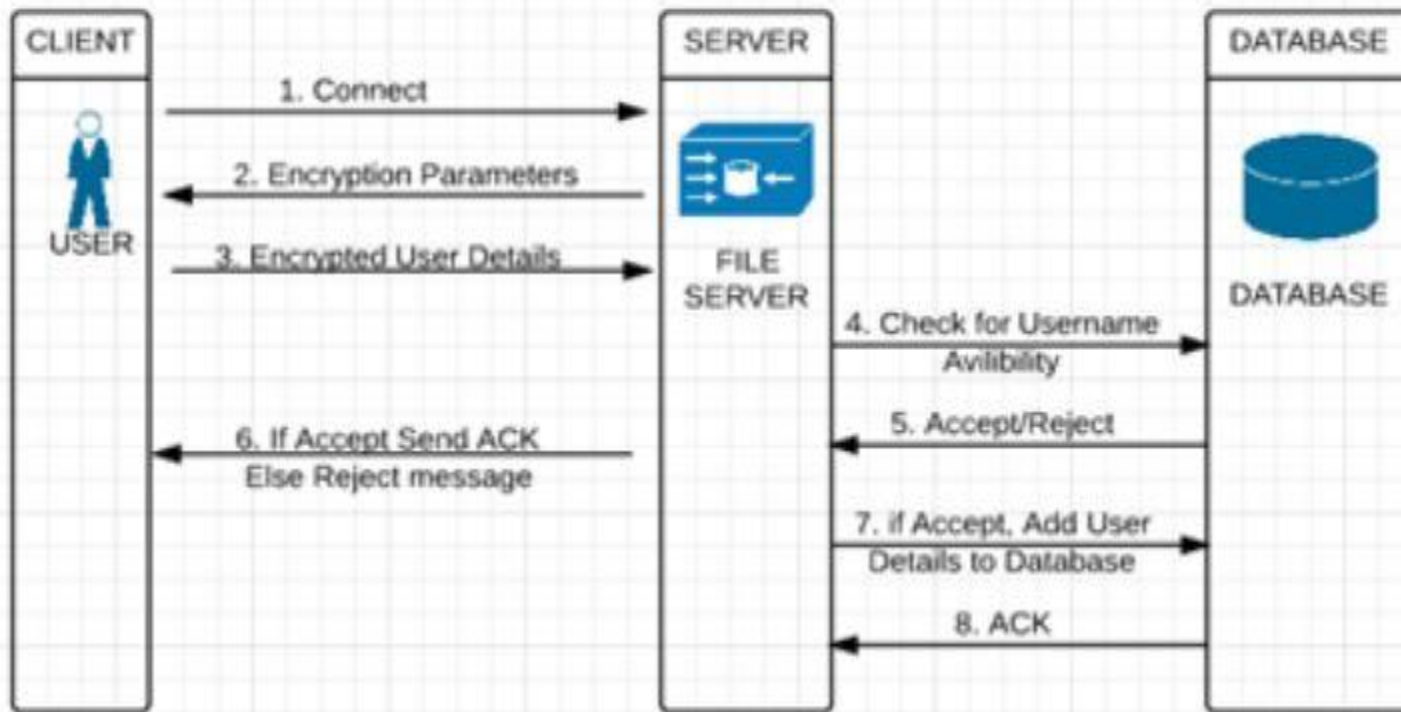 CLIENT
SERVER
DATABASE
1. Connect
2. Encryption Parameters
USER
3. Encrypted User Details
FILE
SERVER
DATABASE
4. Check for Username
Avilibility
5. Accept/Reject
6. If Accept Send ACK
Else Reject message
7. if Accept, Add User
Details to Database
8. ACK